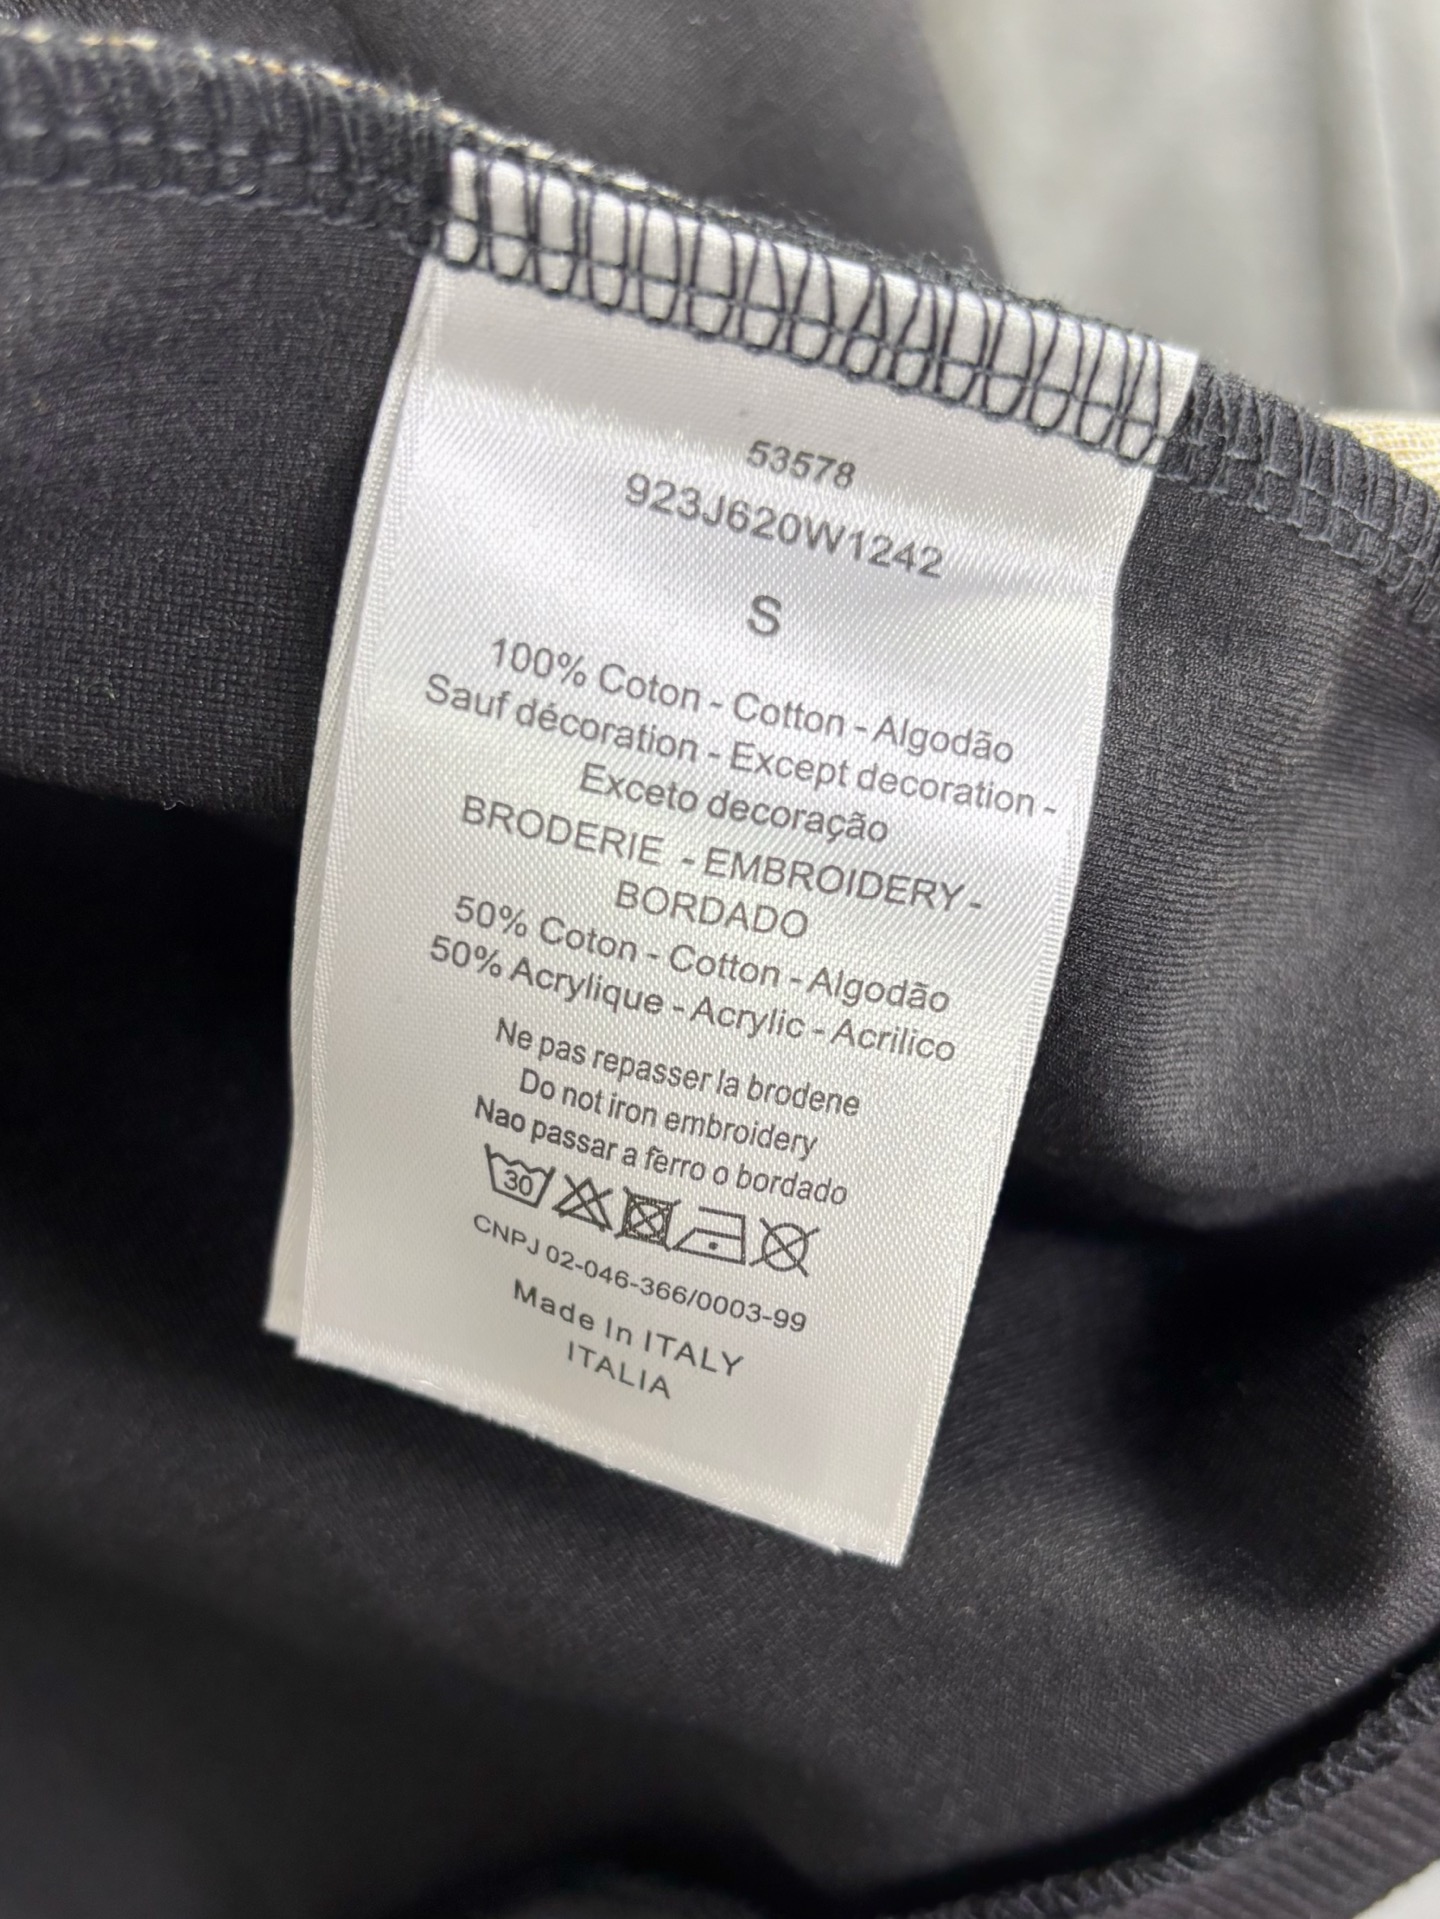 53578
923J620W1242
S
100% Coton - Cotton - Algodão
Sauf décoration - Except decoration -
Exceto decoração
BRODERIE - EMBROIDERY -
BORDADO
50% Coton - Cotton - Algodão
50% Acrylique - Acrylic - Acrilico
Ne pas repasser la brodene
Do not iron embroidery
Nao passar a ferro o bordado
30
CNPJ 02-046-366/0003-99
Made In ITALY
ITALIA